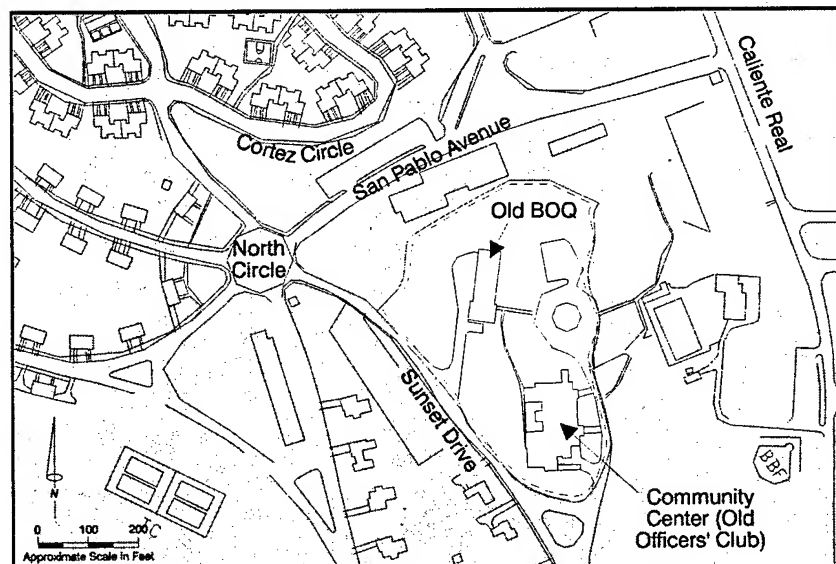 Caliente Real
Cortez Circle
San Pablo Avenue
Old BOQ
North
Circle
Sunset Drive
BBF
Community
Center (Old
Officers' Club)
N
0 100 200
C
Approximate Scale in Feet